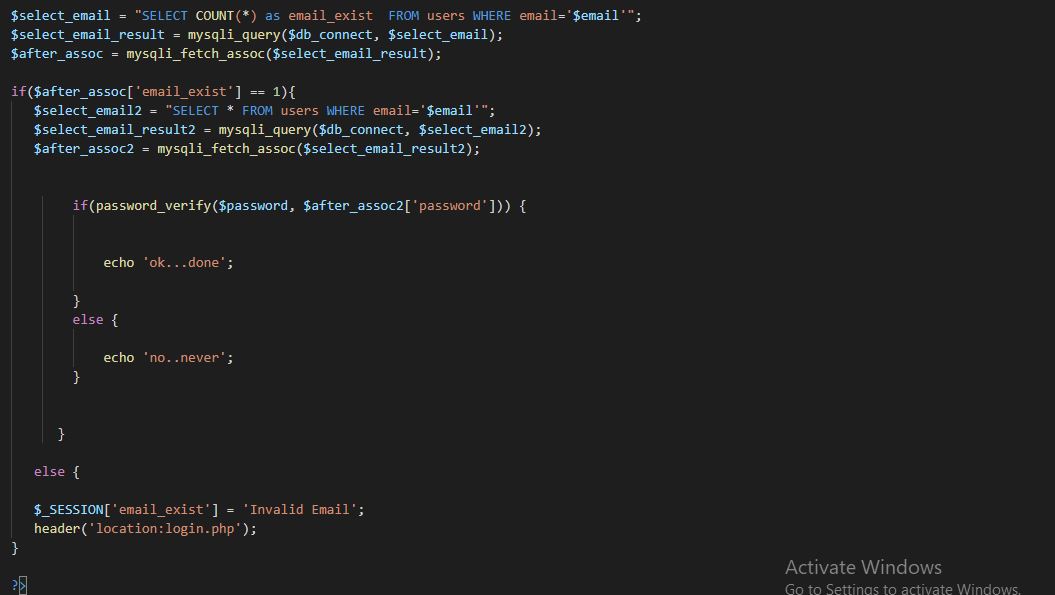 $select_email = "SELECT COUNT(*) as email_exist  FROM users WHERE email='$email'";
$select_email_result = mysqli_query($db_connect, $select_email);
$after_assoc = mysqli_fetch_assoc($select_email_result);
if($after_assoc['email_exist'] == 1){
$select_email2 = "SELECT * FROM users WHERE email='$email'";
$select_email_result2 = mysqli_query($db_connect, $select_email2);
$after_assoc2 = mysqli_fetch_assoc($select_email_result2);
if(password_verify($password, $after_assoc2['password'])) {
echo 'ok...done';
}
else {
echo 'no..never';
}
}
else {
$_SESSION['email_exist'] = 'Invalid Email';
header('location:login.php');
}
?>
Activate Windows
Go to Settings to activate Windows.